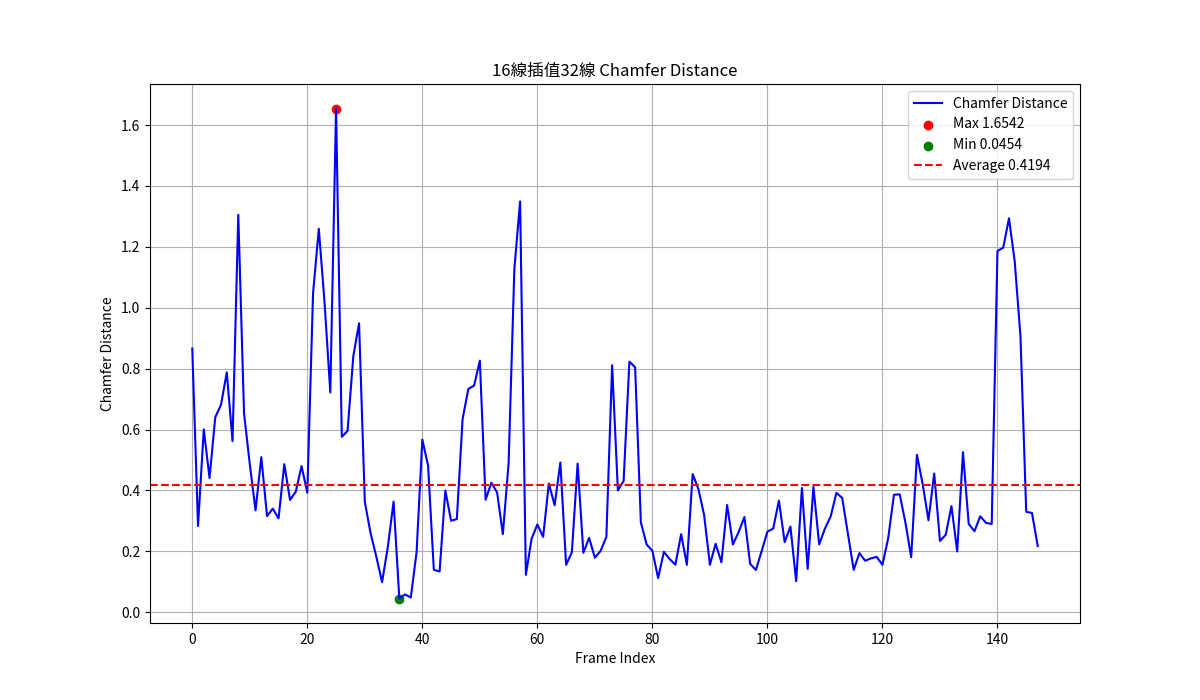 16線插值32線 Chamfer Distance
Chamfer Distance
Max 1.6542
Min 0.0454
Average 0.4194
Chamfer Distance
1.6
1.4
1.2
1.0
0.8
0.6
0.4
0.2
0.0
0 20 40 60 80 100 120 140
Frame Index